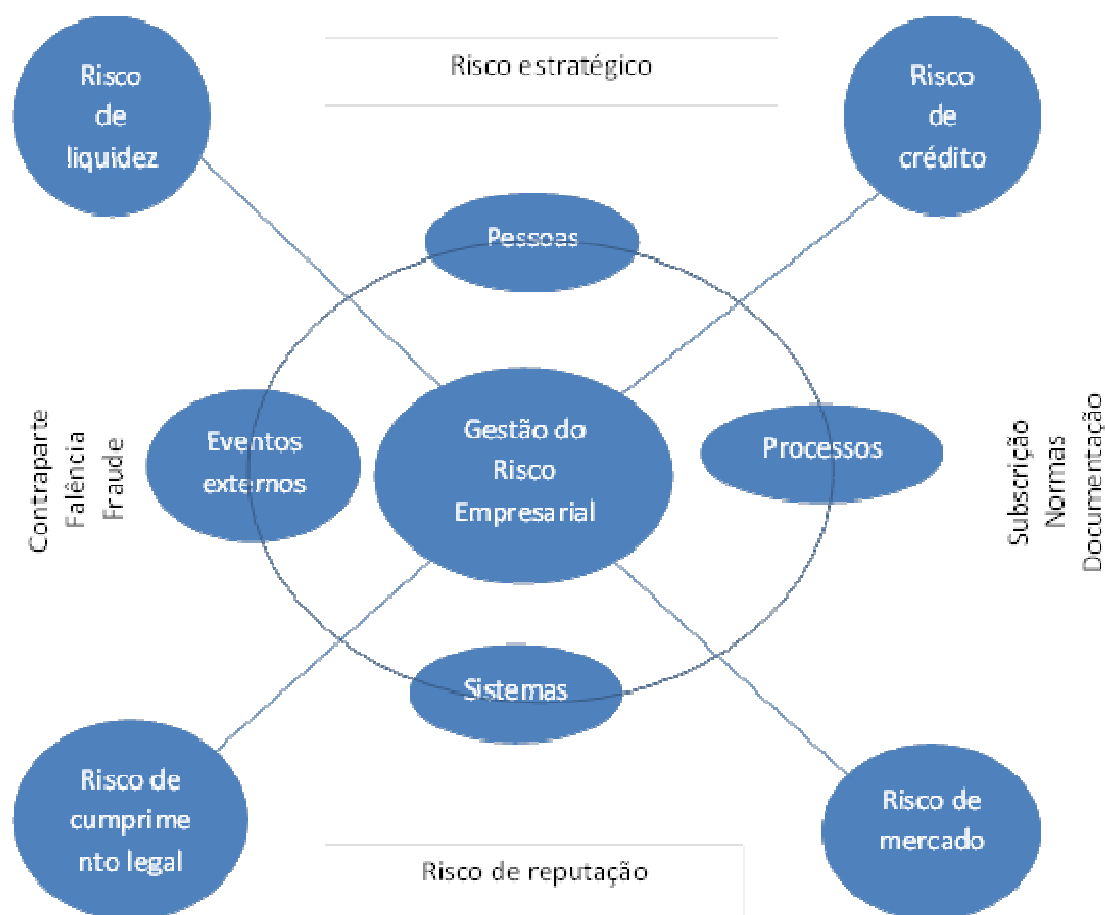 Risco
de
liquidez
Risco estratégico
Risco
de
crédito
Pessoas
Contraparte
Falência
Fraude
Eventos
externos
Gestão do
Risco
Empresarial
Processos
Subscrição
Normas
Documentação
Sistemas
Risco de
cumprime
nto legal
Risco de reputação
Risco de
mercado